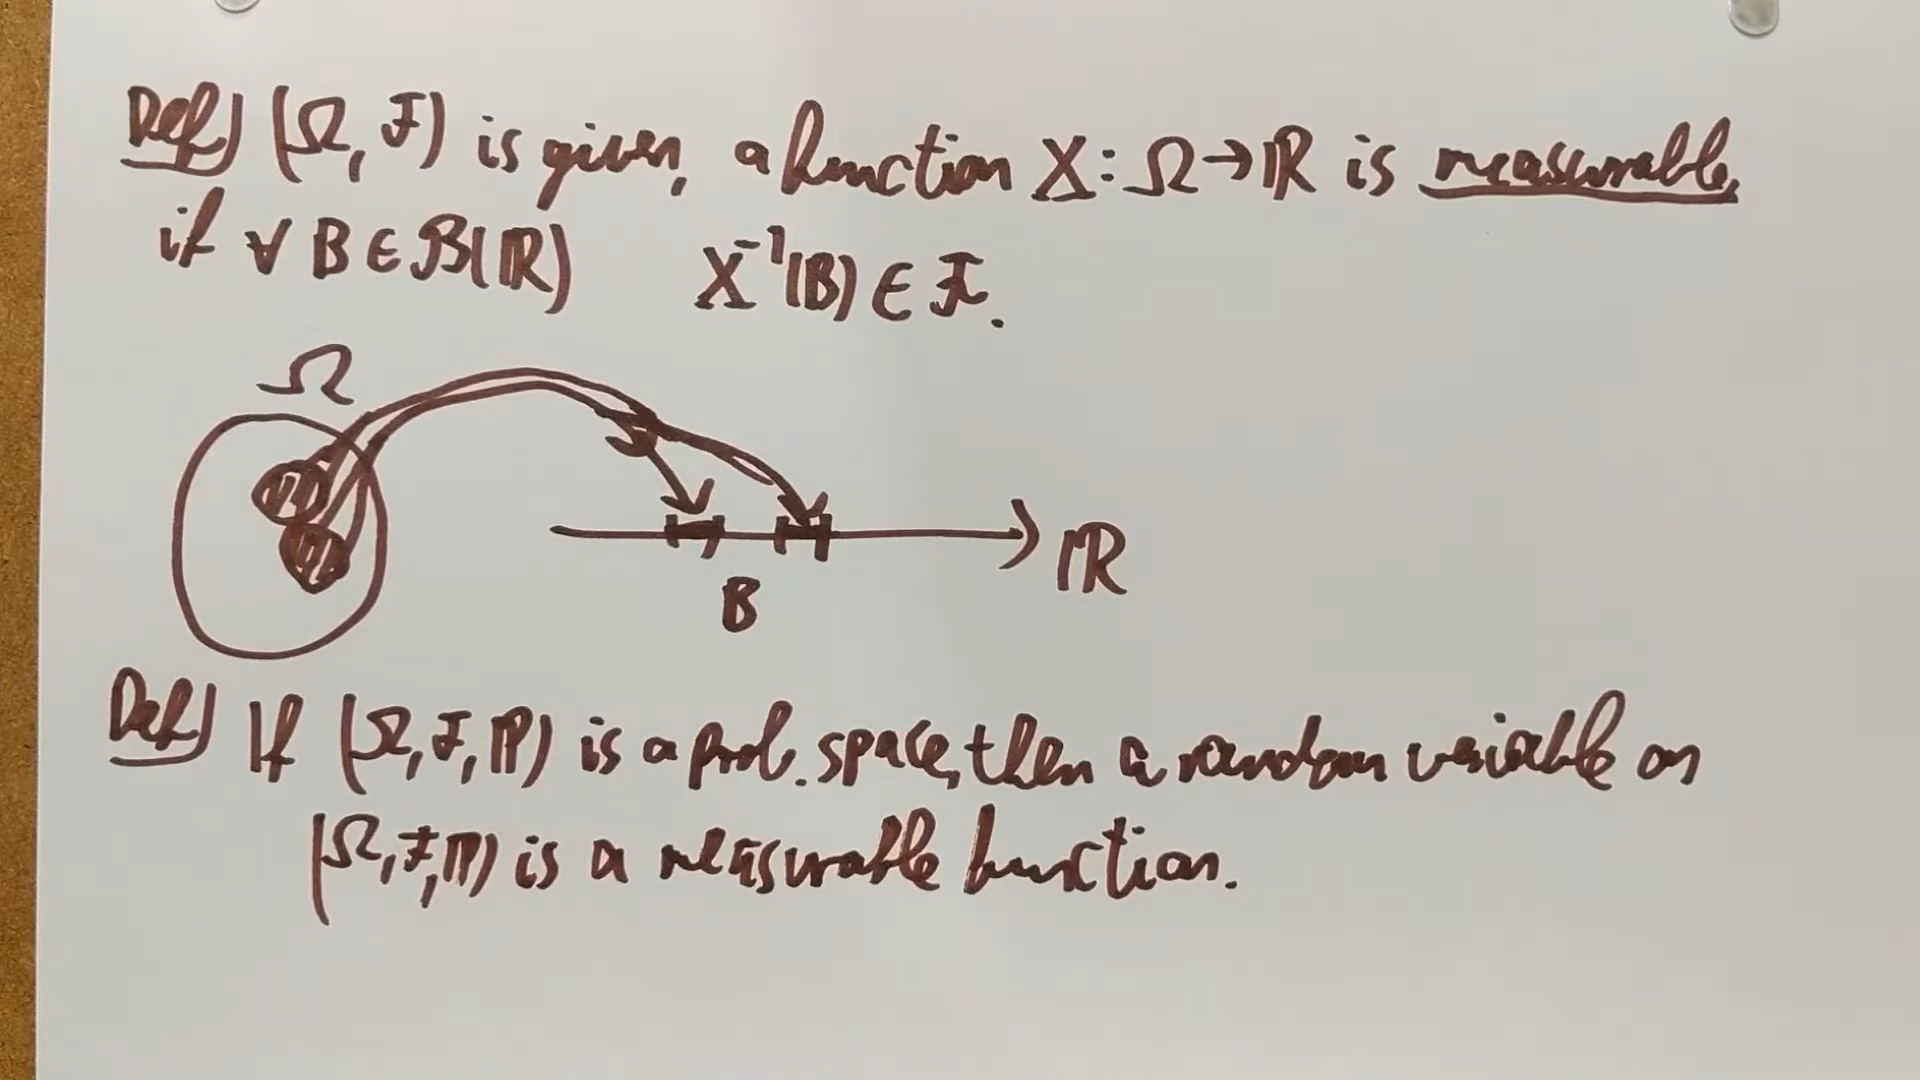 Def) (Ω, F) is given, a function X: Ω → ℝ is measurable,
if ∀ B ∈ ℬ(ℝ) X⁻¹(B) ∈ F.
Ω
B
ℝ
Def) If (Ω, F, ℙ) is a prob. space, then a random variable on
(Ω, F, ℙ) is a measurable function.